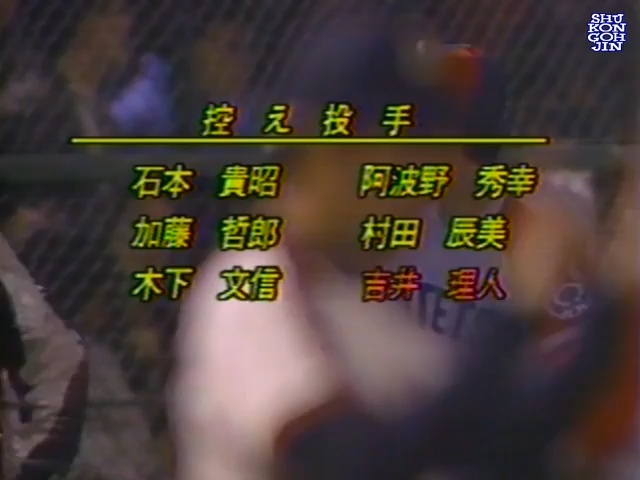 SHU
KON
GOH
JIN
控え投手
石本 貴昭 阿波野 秀幸
加藤 哲郎 村田 辰美
木下 文信 吉井 理人